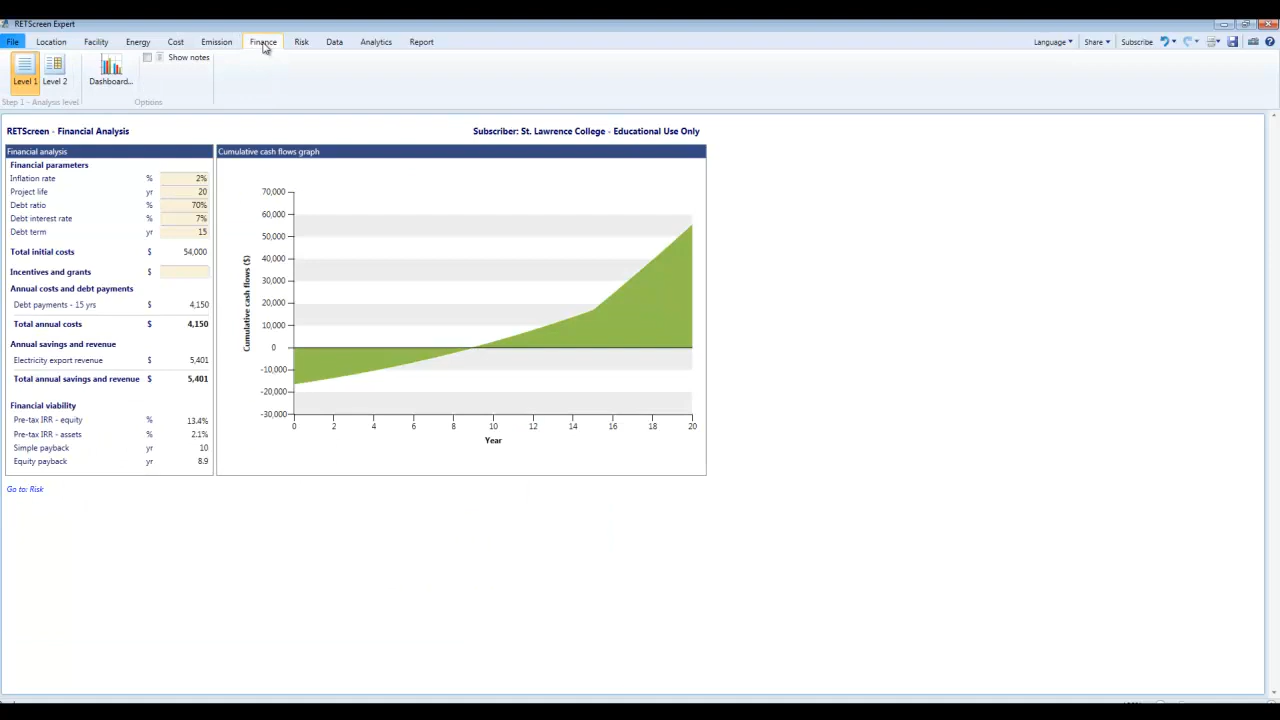 RETScreen Expert
File Location Facility Energy Cost Emission Finance Risk Data Analytics Report Language Share Subscribe
Level 1 Level 2 Dashboard... Show notes
Step 1 - Analysis level Options
RETScreen - Financial Analysis Subscriber: St. Lawrence College - Educational Use Only
Financial analysis
Financial parameters
Inflation rate % 2%
Project life yr 20
Debt ratio % 70%
Debt interest rate % 7%
Debt term yr 15
Total initial costs $ 54,000
Incentives and grants $
Annual costs and debt payments
Debt payments - 15 yrs $ 4,150
Total annual costs $ 4,150
Annual savings and revenue
Electricity export revenue $ 5,401
Total annual savings and revenue $ 5,401
Financial viability
Pre-tax IRR - equity % 13.4%
Pre-tax IRR - assets % 2.1%
Simple payback yr 10
Equity payback yr 8.9
Cumulative cash flows graph
70,000
60,000
50,000
40,000
30,000
20,000
10,000
0
-10,000
-20,000
-30,000
Cumulative cash flows ($)
0 2 4 6 8 10 12 14 16 18 20
Year
Go to: Risk